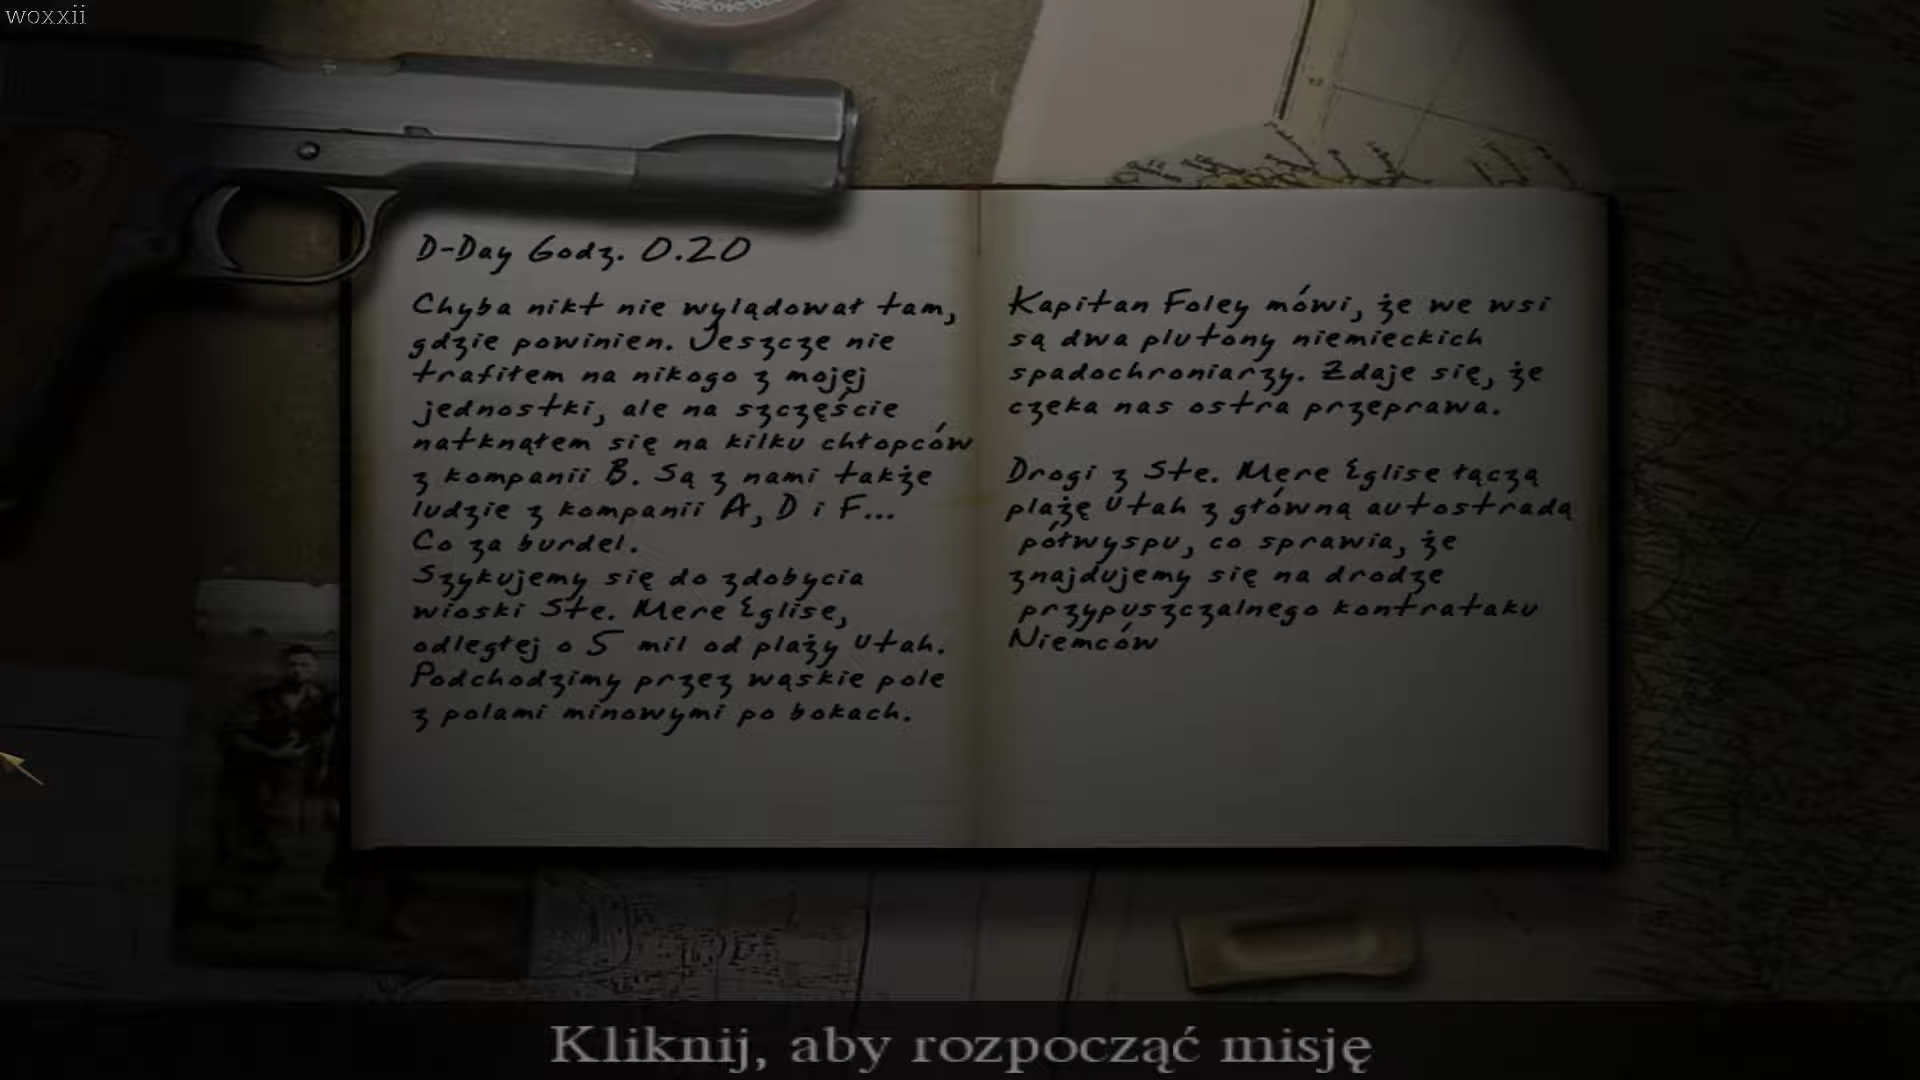 woxxii
D-Day Godz. 0.20
Chyba nikt nie wylądował tam,
gdzie powinien. Jeszcze nie
trafiłem na nikogo z mojej
jednostki, ale na szczęście
natknąłem się na kilku chłopców
z kompanii B. Są z nami także
ludzie z kompanii A, D i F...
Co za burdel.
Szykujemy się do zdobycia
wioski Ste. Mere Eglise,
odległej o 5 mil od plaży Utah.
Podchodzimy przez wąskie pole
z polami minowymi po bokach.
Kapitan Foley mówi, że we wsi
są dwa plutony niemieckich
spadochroniarzy. Zdaje się, że
czeka nas ostra przeprawa.
Drogi z Ste. Mere Eglise łączą
plażę Utah z główną autostradą
półwyspu, co sprawia, że
znajdujemy się na drodze
przypuszczalnego kontrataku
Niemców
Kliknij, aby rozpocząć misję